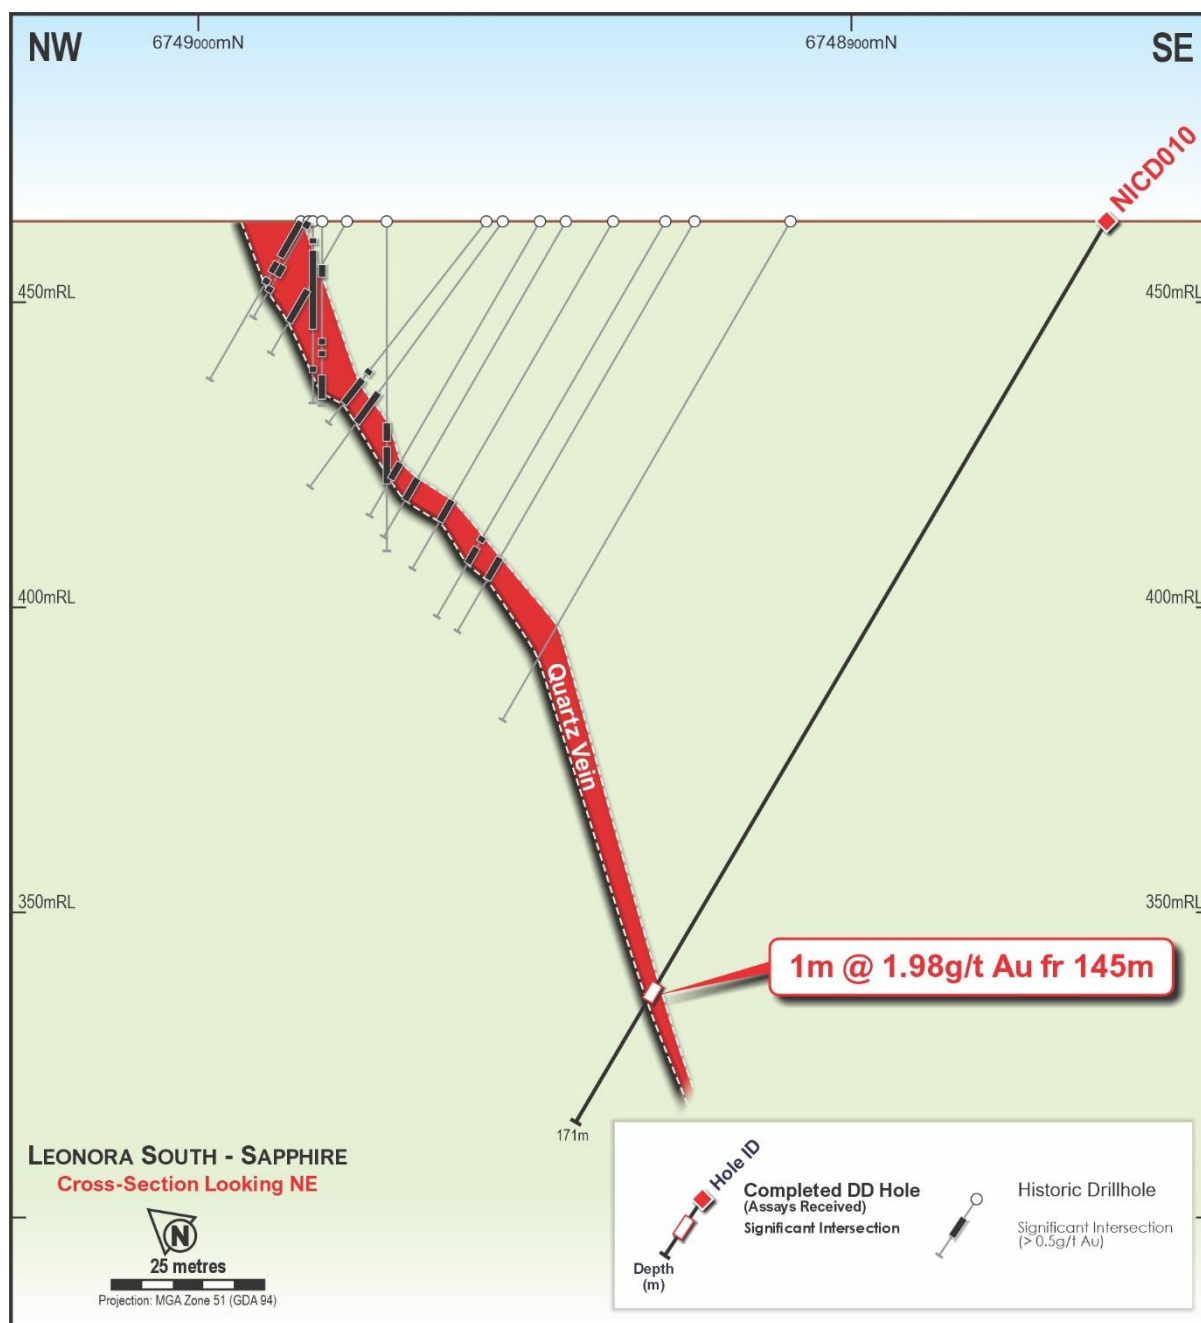 NW
6749000mN
6748900mN
SE
NICD010
450mRL
450mRL
400mRL
400mRL
Quartz Vein
350mRL
350mRL
1m @ 1.98g/t Au fr 145m
171m
LEONORA SOUTH - SAPPHIRE
Cross-Section Looking NE
N
25 metres
Projection: MGA Zone 51 (GDA 94)
Hole ID
Completed DD Hole
(Assays Received)
Significant Intersection
Depth
(m)
Historic Drillhole
Significant Intersection
(> 0.5g/t Au)